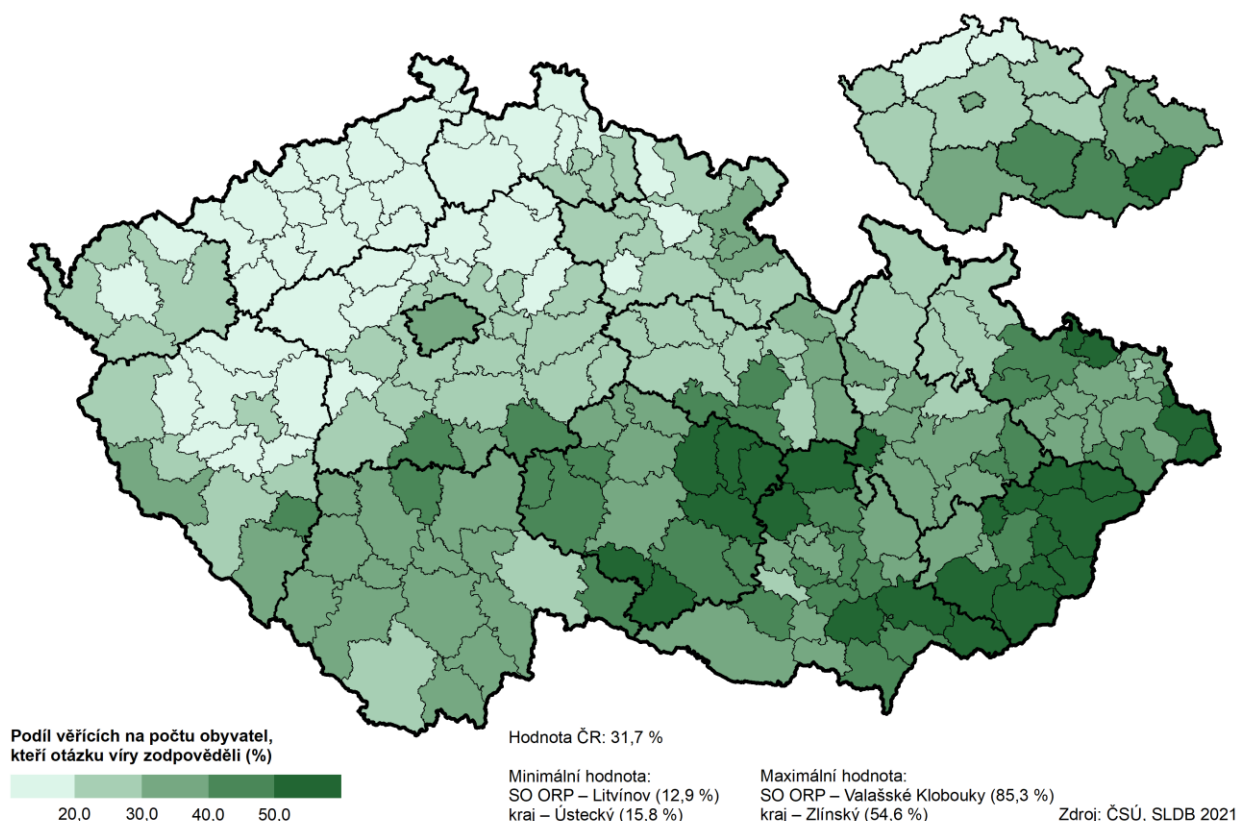 Podíl věřících na počtu obyvatel,
kteří otázku víry zodpověděli (%)
20.0 30.0 40.0 50.0
Hodnota ČR: 31,7 %
Minimální hodnota:
SO ORP – Litvínov (12,9 %)
kraj – Ústecký (15,8 %)
Maximální hodnota:
SO ORP – Valašské Klobouky (85,3 %)
kraj – Zlínský (54,6 %)
Zdroj: ČSÚ, SLDB 2021